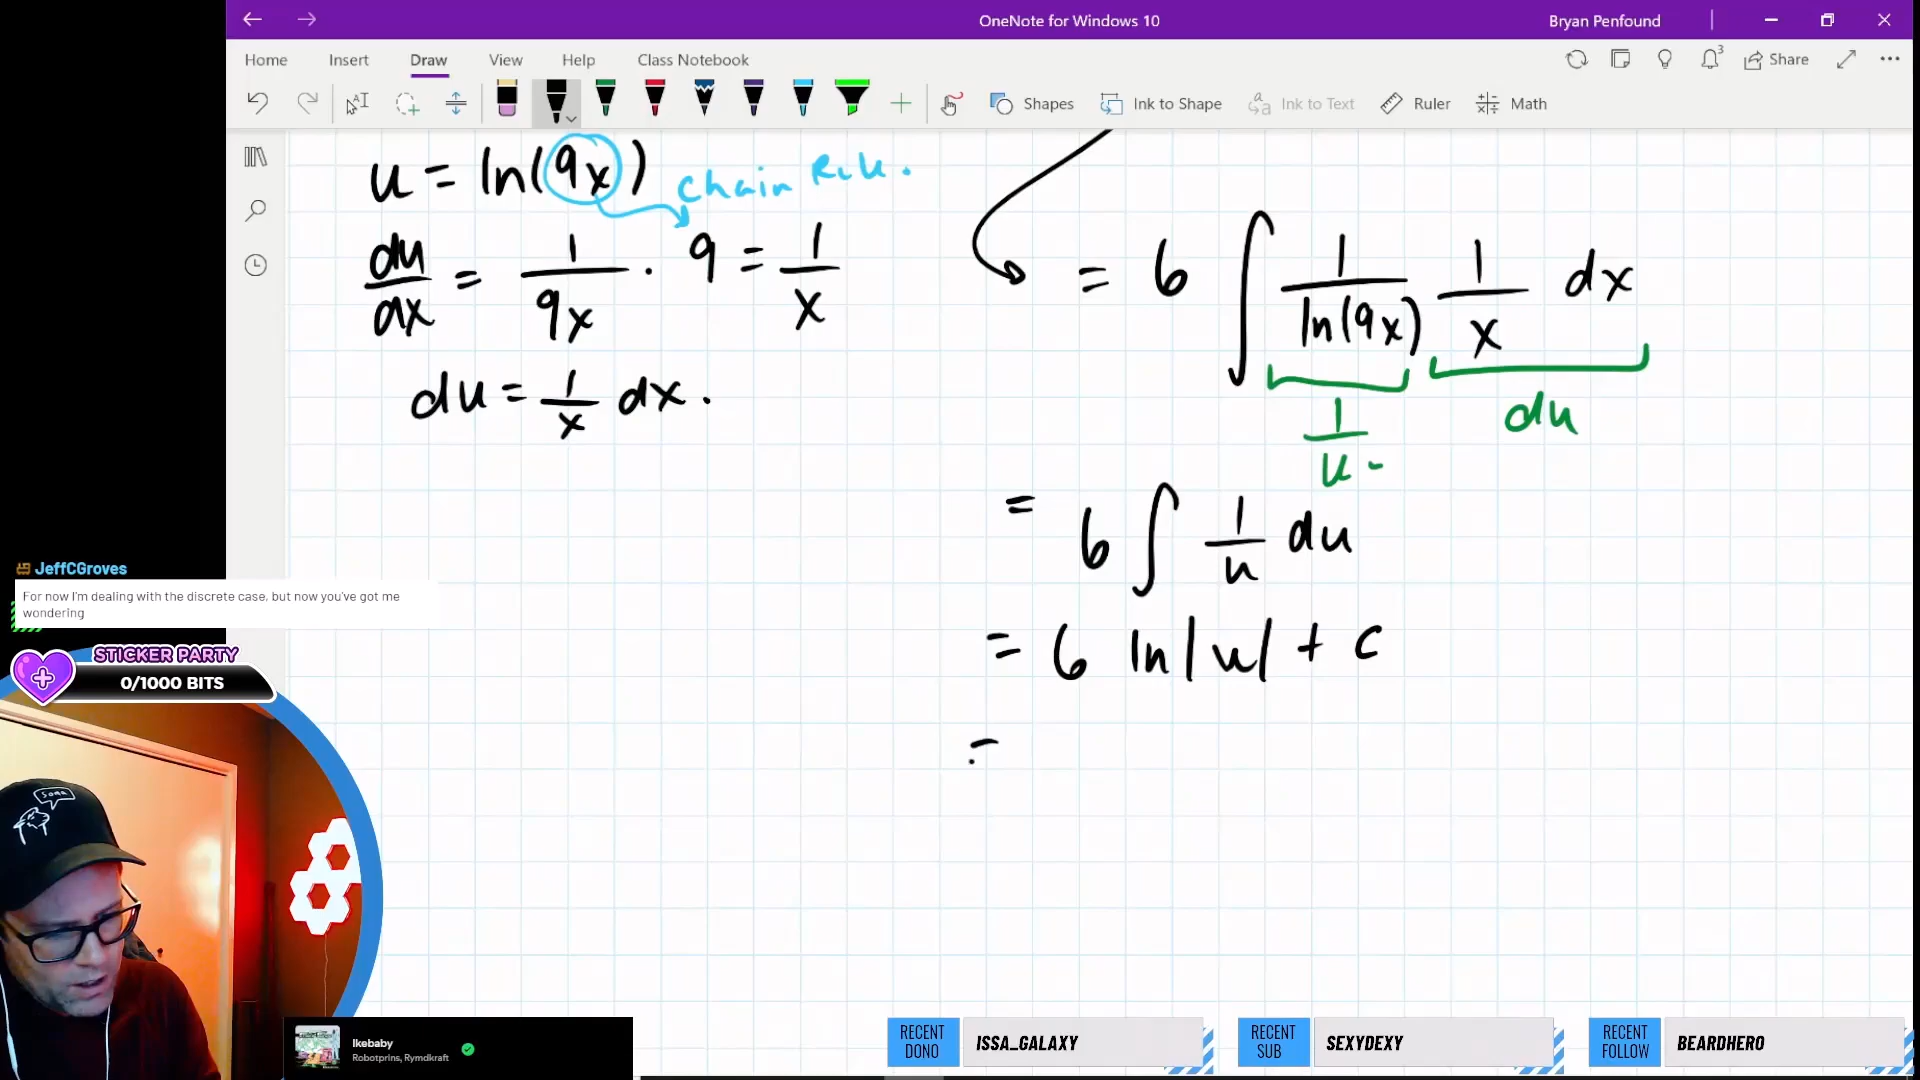 OneNote for Windows 10
Bryan Penfound
Home Insert Draw View Help Class Notebook
3 Share
Shapes Ink to Shape Ink to Text Ruler Math
u = ln(9x) Chain Rule.
du/dx = 1/9x · 9 = 1/x
du = 1/x dx.
= 6 ∫ 1/ln(9x) 1/x dx
1/u du
= 6 ∫ 1/u du
= 6 ln|u| + c
=
JeffCGroves
For now I'm dealing with the discrete case, but now you've got me
wondering
STICKER PARTY
0/1000 BITS
Ikebaby
Robotprins, Rymdkraft
RECENT DONO ISSA_GALAXY
RECENT SUB SEXYDEXY
RECENT FOLLOW BEARDHERO